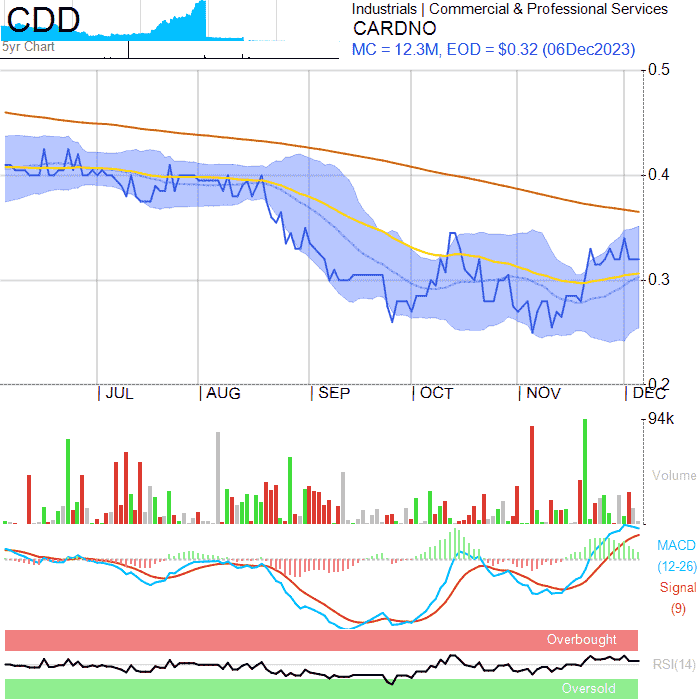 CDD
5yr Chart
Industrials | Commercial & Professional Services
CARDNO
MC = 12.3M, EOD = $0.32 (06Dec2023)
0.5
0.4
0.3
0.2
| JUL | AUG | SEP | OCT | NOV | DEC
94k
Volume
MACD
(12-26)
Signal
(9)
Overbought
RSI(14)
Oversold